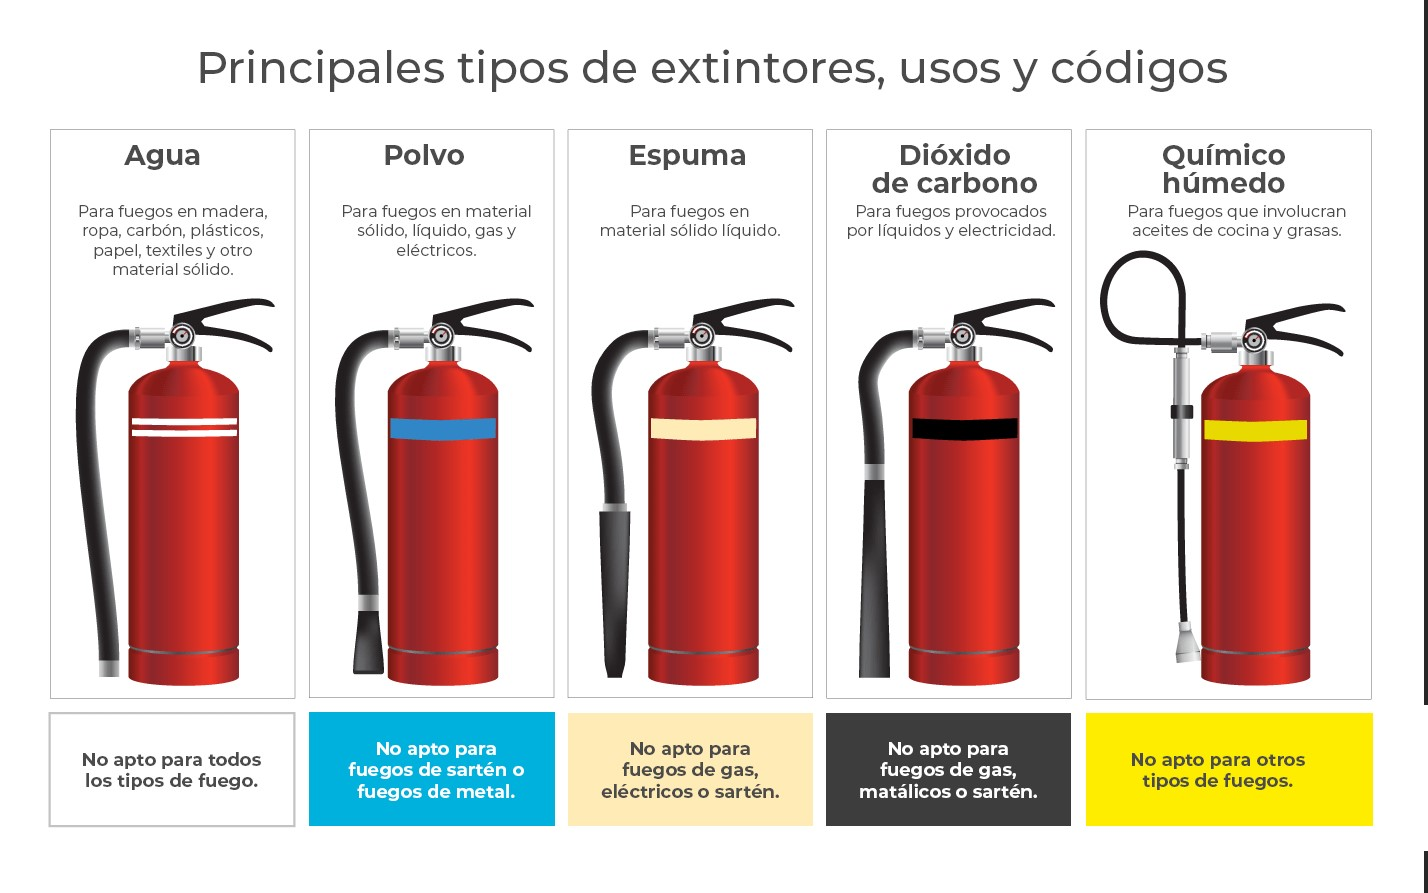 Principales tipos de extintores, usos y códigos
Agua
Para fuegos en madera,
ropa, carbón, plásticos,
papel, textiles y otro
material sólido.
Polvo
Para fuegos en material
sólido, líquido, gas y
eléctricos.
Espuma
Para fuegos en
material sólido líquido.
Dióxido
de carbono
Para fuegos provocados
por líquidos y electricidad.
Químico
húmedo
Para fuegos que involucran
aceites de cocina y grasas.
No apto para todos
los tipos de fuego.
No apto para
fuegos de sartén o
fuegos de metal.
No apto para
fuegos de gas,
eléctricos o sartén.
No apto para
fuegos de gas,
matálicos o sartén.
No apto para otros
tipos de fuegos.